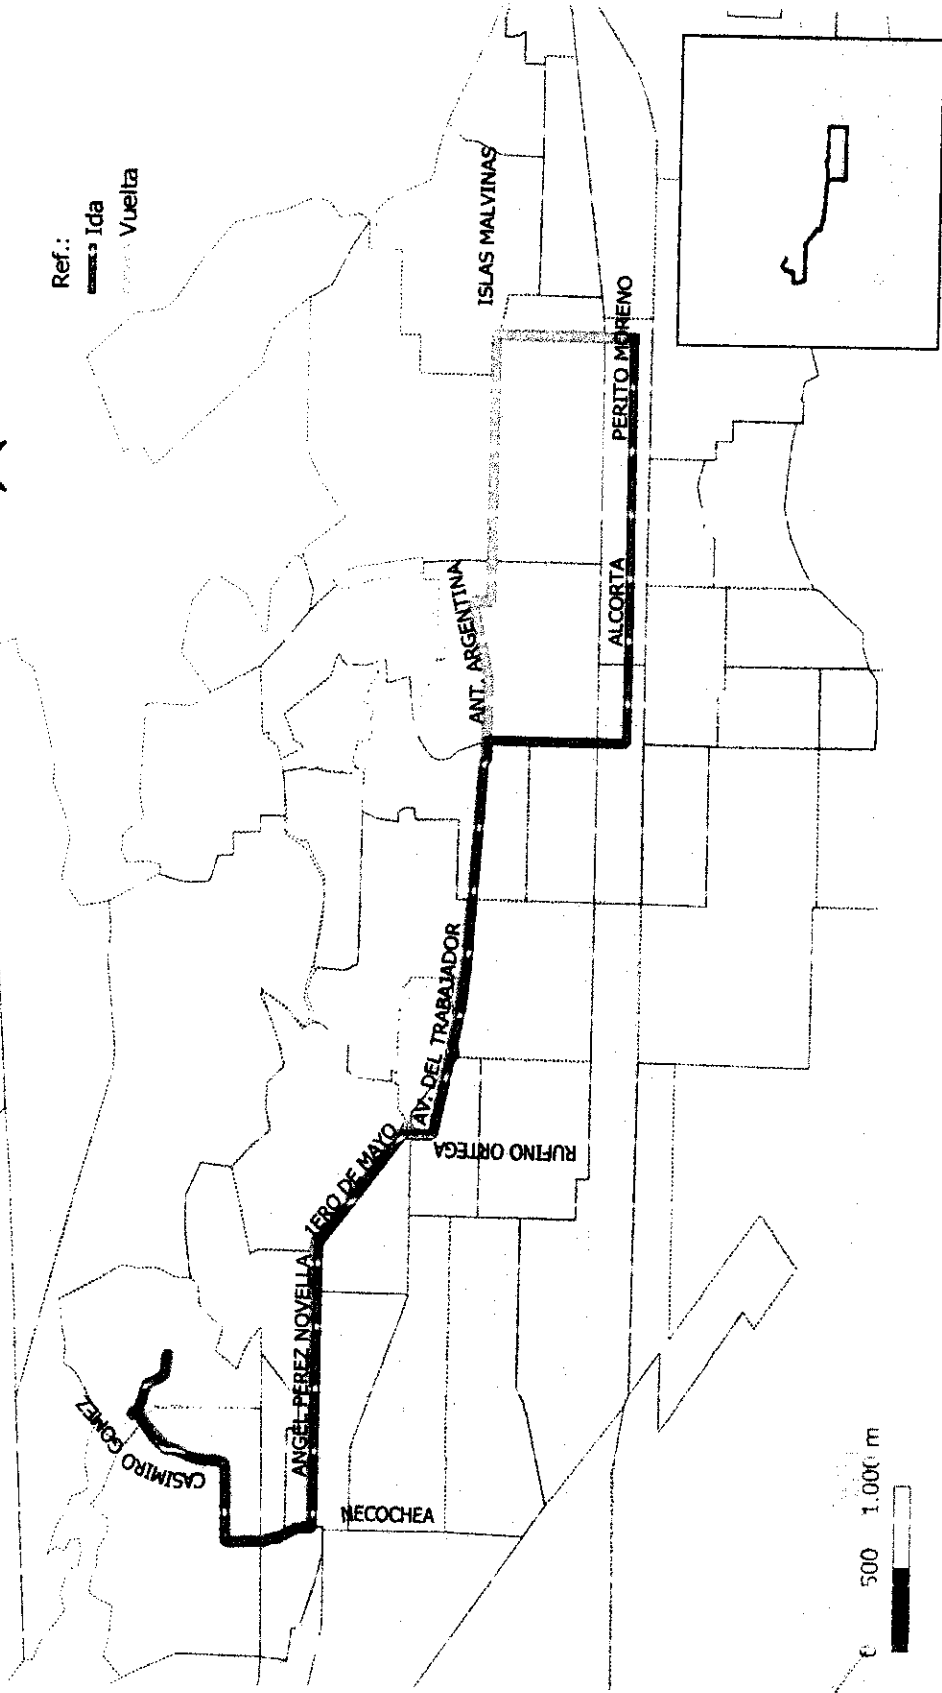 Ref.:
Ida
Vuelta
ISLAS MALVINAS
PERITO MORENO
ANT. ARGENTINA
ALCORTA
AV. DEL TRABAJADOR
RUFINO ORTEGA
1ERO DE MAYO
ANGEL PEREZ NOVELLA
CASIMIRO GOMEZ
NECOCHEA
0 500 1.000 m